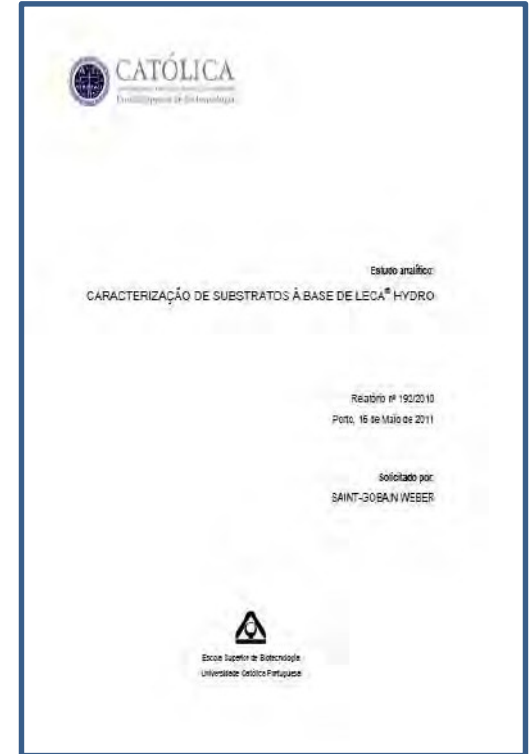 CATÓLICA
Estudo analítico:
CARACTERIZAÇÃO DE SUBSTRATOS À BASE DE LECA® HYDRO
Relatório nº 192/2010
Porto, 16 de Maio de 2011
Solicitado por:
SAINT-GOBAIN WEBER
Escola Superior de Biotecnologia
Universidade Católica Portuguesa